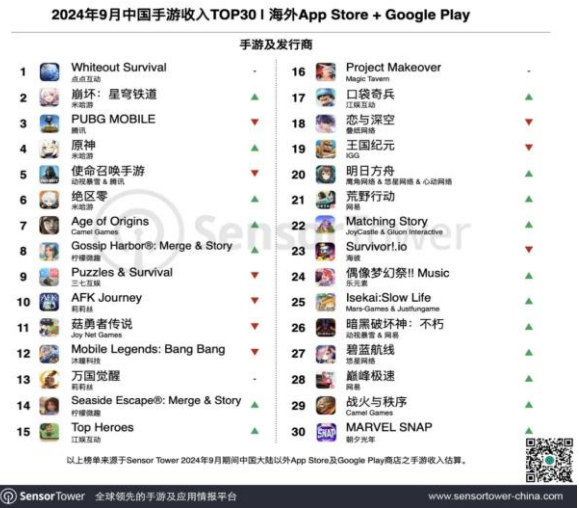 2024年9月中国手游收入TOP30 | 海外App Store + Google Play
手游及发行商
1 Whiteout Survival -
点点互动
2 崩坏：星穹铁道 ▲
米哈游
3 PUBG MOBILE ▼
腾讯
4 原神 ▲
米哈游
5 使命召唤手游 ▼
动视暴雪 & 腾讯
6 绝区零 ▲
米哈游
7 Age of Origins ▲
Camel Games
8 Gossip Harbor®: Merge & Story ▲
柠檬微趣
9 Puzzles & Survival ▼
三七互娱
10 AFK Journey ▼
莉莉丝
11 菇勇者传说 ▼
Joy Net Games
12 Mobile Legends: Bang Bang ▼
沐瞳科技
13 万国觉醒 -
莉莉丝
14 Seaside Escape®: Merge & Story ▲
柠檬微趣
15 Top Heroes ▲
江娱互动
16 Project Makeover -
Magic Tavern
17 口袋奇兵 ▲
江娱互动
18 恋与深空 ▼
叠纸网络
19 王国纪元 ▼
IGG
20 明日方舟 ▲
鹰角网络 & 悠星网络 & 心动网络
21 荒野行动 ▲
网易
22 Matching Story ▲
JoyCastle & Gluon Interactive
23 Survivor!.io ▼
海彼
24 偶像梦幻祭!! Music ▲
乐元素
25 Isekai:Slow Life ▲
Mars-Games & Justfungame
26 暗黑破坏神：不朽 ▲
动视暴雪 & 网易
27 碧蓝航线 ▲
悠星网络
28 巅峰极速 ▲
网易
29 战火与秩序 ▲
Camel Games
30 MARVEL SNAP ▲
朝夕光年
SensorTower
以上榜单来源于Sensor Tower 2024年9月期间中国大陆以外App Store及Google Play商店之手游收入估算。
SensorTower 全球领先的手游及应用情报平台
www.sensortower-china.com